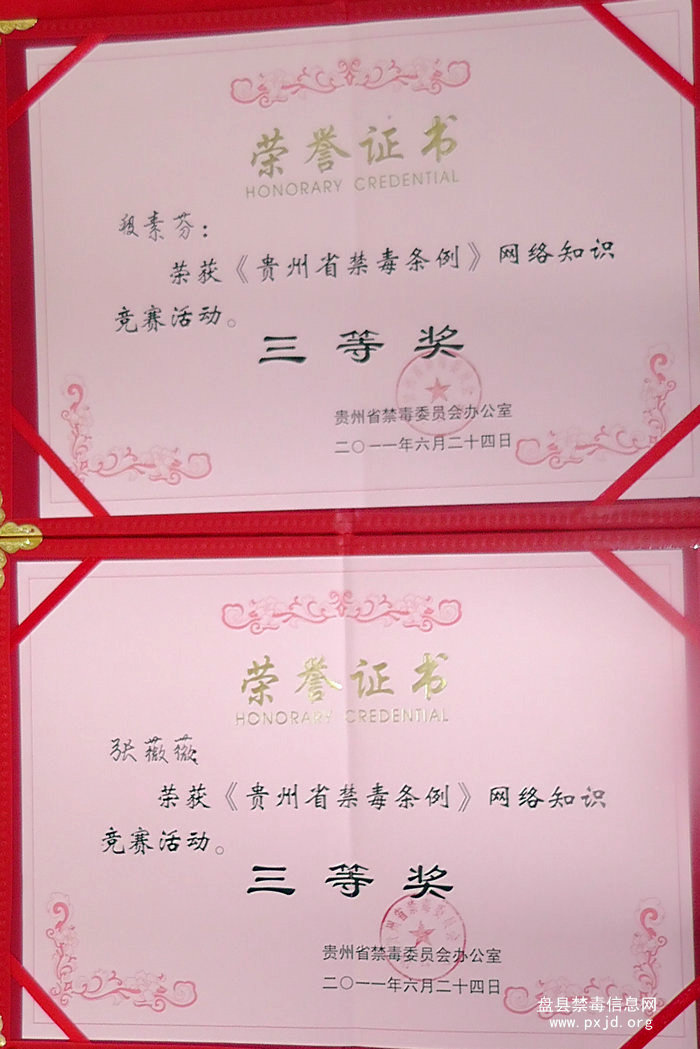 荣誉证书
HONORARY CREDENTIAL
段素芬：
荣获《贵州省禁毒条例》网络知识
竞赛活动。
三等奖
贵州省禁毒委员会办公室
二〇一一年六月二十四日
荣誉证书
HONORARY CREDENTIAL
张薇薇：
荣获《贵州省禁毒条例》网络知识
竞赛活动。
三等奖
贵州省禁毒委员会办公室
二〇一一年六月二十四日
盘县禁毒信息网
www.pxjd.org